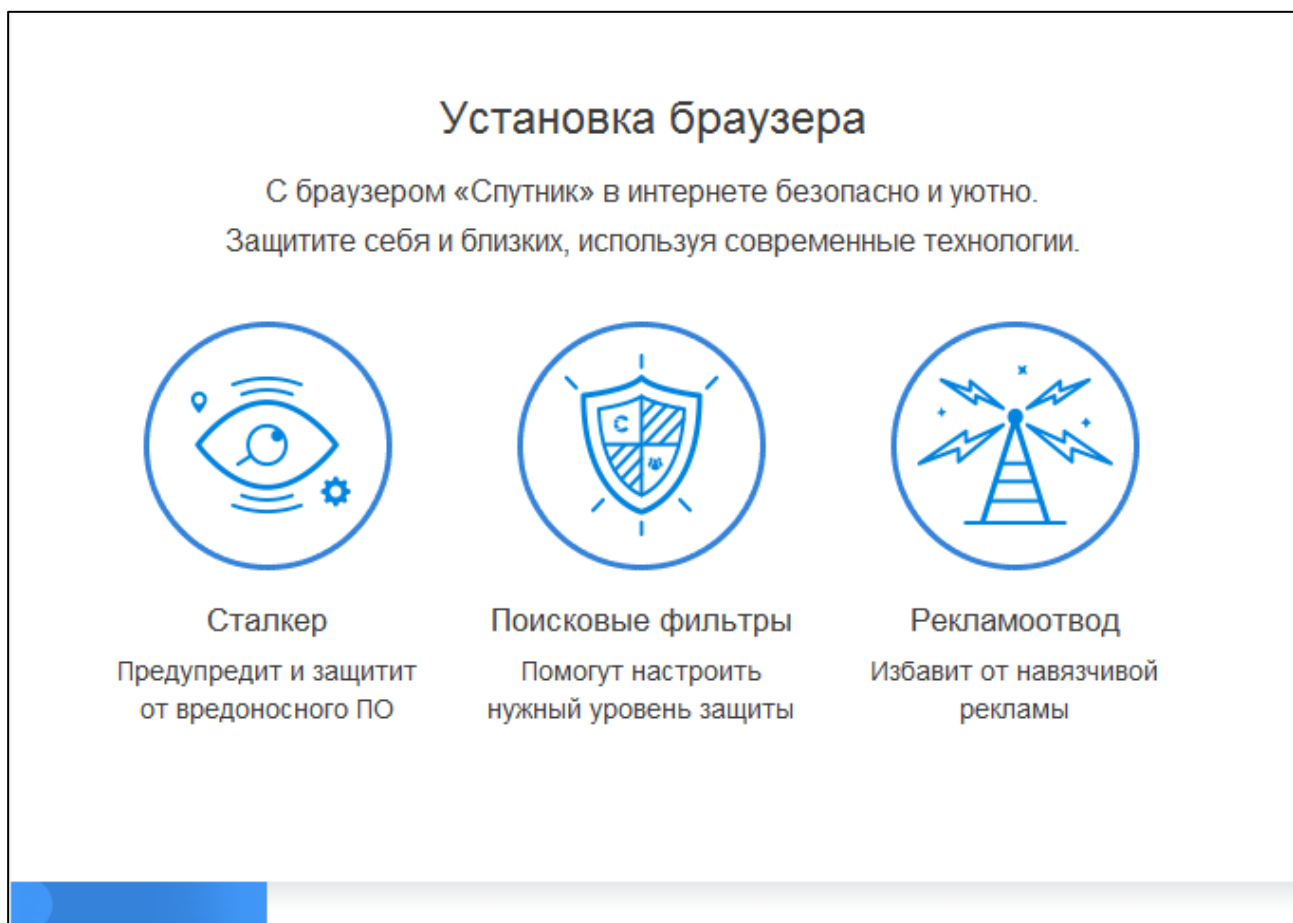 Установка браузера
С браузером «Спутник» в интернете безопасно и уютно.
Защитите себя и близких, используя современные технологии.
Сталкер
Предупредит и защитит
от вредоносного ПО
Поисковые фильтры
Помогут настроить
нужный уровень защиты
Рекламоотвод
Избавит от навязчивой
рекламы